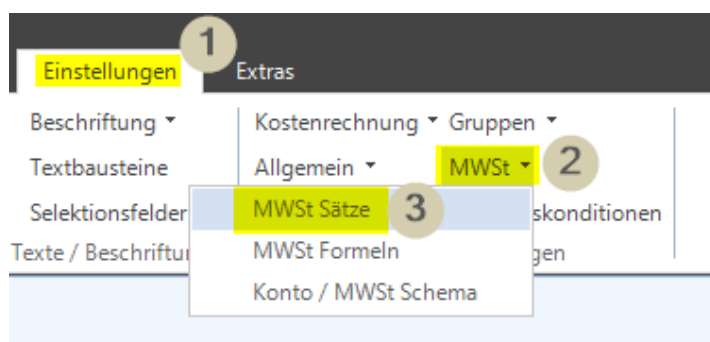 1
Einstellungen Extras
Beschriftung Kostenrechnung Gruppen
Textbausteine Allgemein MWSt 2
Selektionsfelder MWSt Sätze 3 skonditionen
Texte / Beschriftu MWSt Formeln gen
Konto / MWSt Schema